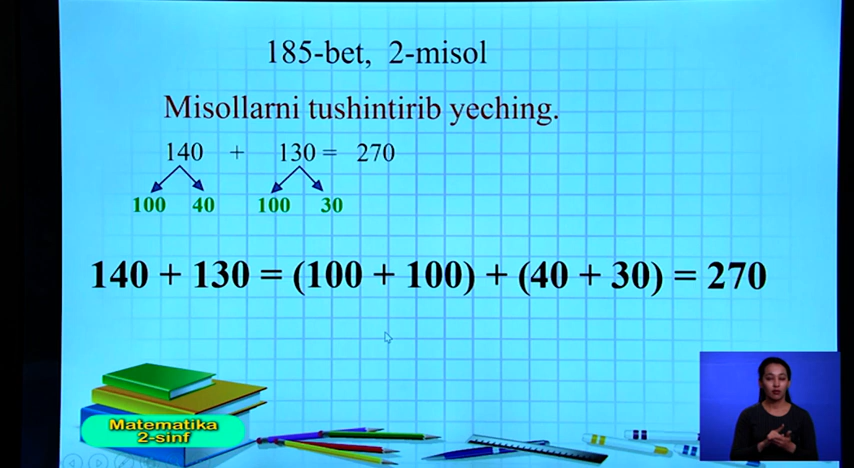 185-bet, 2-misol
Misollarni tushintirib yeching.
140 + 130 = 270
100 40 100 30
140 + 130 = (100 + 100) + (40 + 30) = 270
Matematika
2-sinf